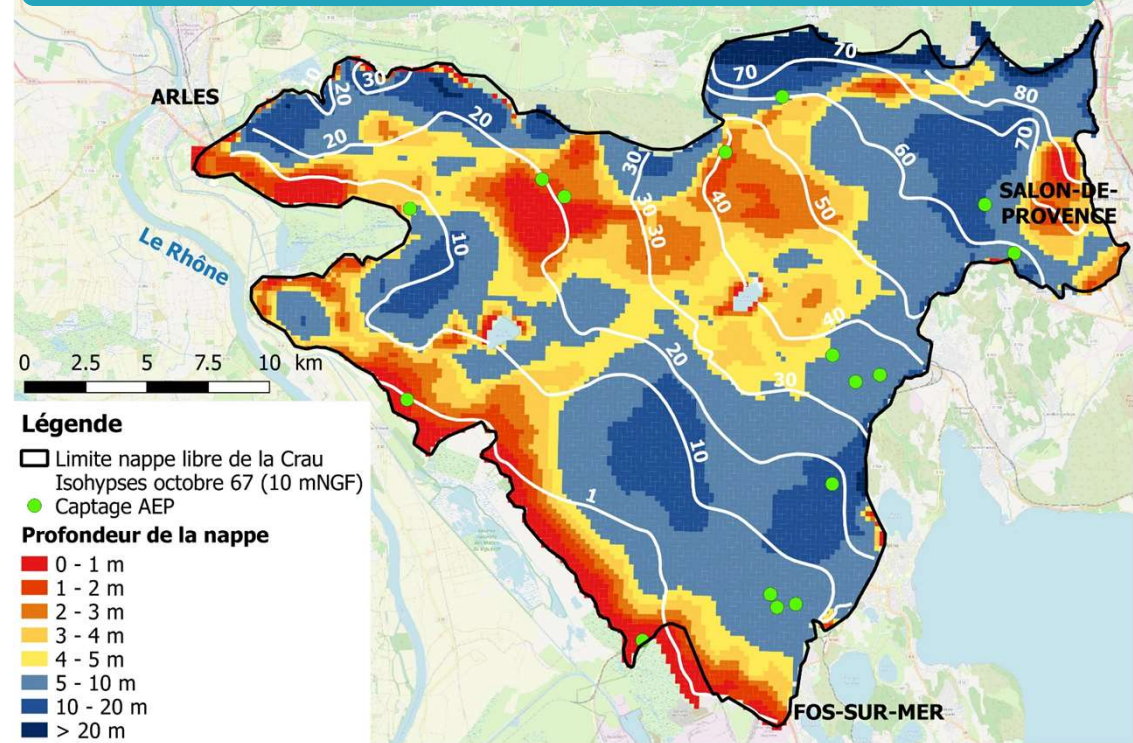 ARLES
Le Rhône
SALON-DE-
PROVENCE
FOS-SUR-MER
30
20
20
20
10
30
30
30
40
50
60
70
70
70
80
40
30
20
10
1
0 2.5 5 7.5 10 km
Légende
Limite nappe libre de la Crau
Isohypses octobre 67 (10 mNGF)
Captage AEP
Profondeur de la nappe
0 - 1 m
1 - 2 m
2 - 3 m
3 - 4 m
4 - 5 m
5 - 10 m
10 - 20 m
> 20 m